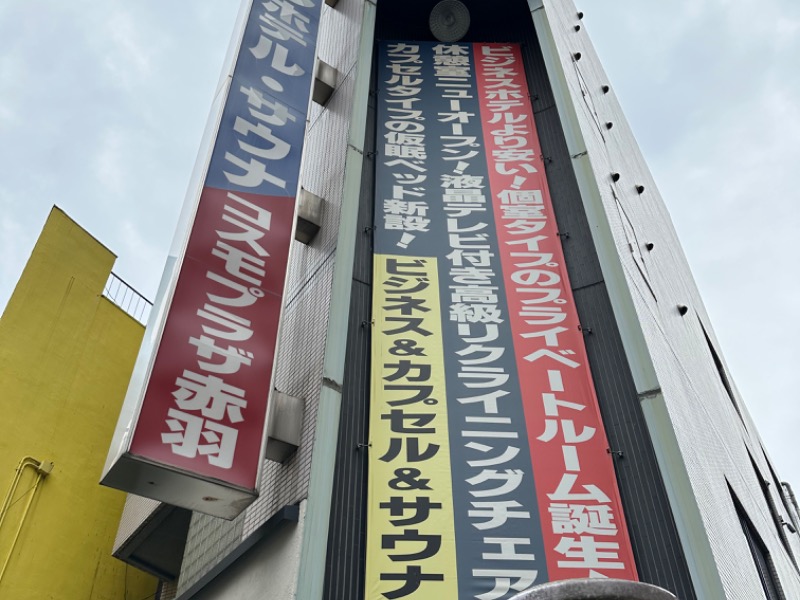 ホテル・サウナ
コスモプラザ赤羽
ビジネスホテルより安い!個室タイプのプライベートルーム誕生!
休憩室ニューオープン!液晶テレビ付き高級リクライニングチェア
カプセルタイプの仮眠ベッド新設!
ビジネス&カプセル&サウナ